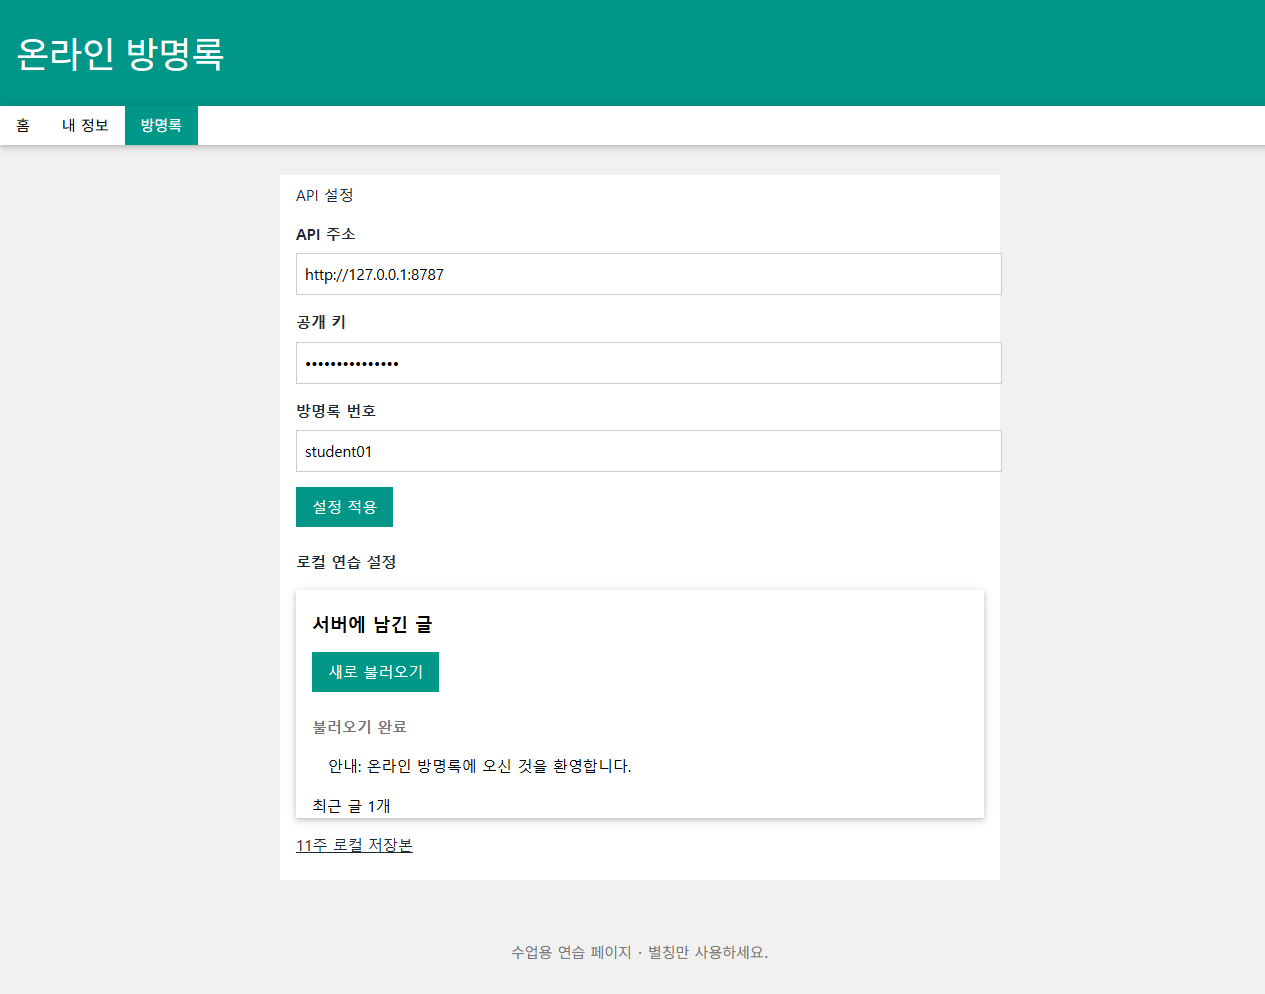 온라인 방명록
홈 내 정보 방명록
API 설정
API 주소
http://127.0.0.1:8787
공개 키
•••••••••••••••
방명록 번호
student01
설정 적용
로컬 연습 설정
서버에 남긴 글
새로 불러오기
불러오기 완료
안내: 온라인 방명록에 오신 것을 환영합니다.
최근 글 1개
11주 로컬 저장본
수업용 연습 페이지 · 별칭만 사용하세요.